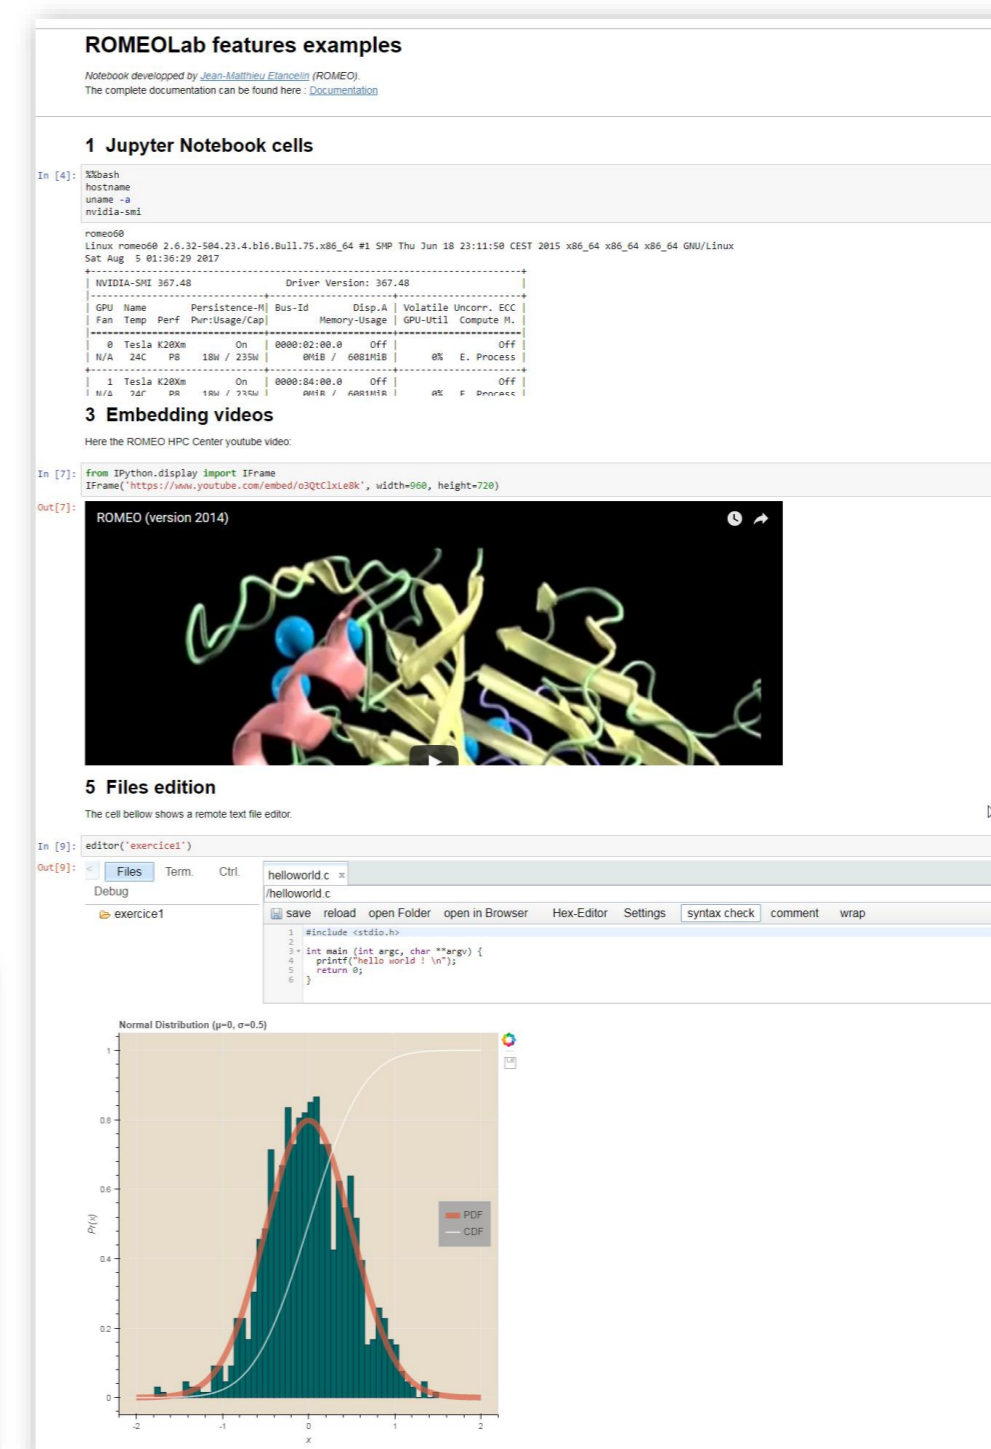 ROMEOLab features examples
Notebook developped by Jean-Matthieu Etancelin (ROMEO).
The complete documentation can be found here : Documentation
1 Jupyter Notebook cells
In [4]: %%bash
hostname
uname -a
nvidia-smi
romeo60
Linux romeo60 2.6.32-504.23.4.bl6.Bull.75.x86_64 #1 SMP Thu Jun 18 23:11:50 CEST 2015 x86_64 x86_64 x86_64 GNU/Linux
Sat Aug  5 01:36:29 2017
+-----------------------------------------------------------------------------+
| NVIDIA-SMI 367.48                 Driver Version: 367.48                    |
|-------------------------------+----------------------+----------------------+
| GPU  Name        Persistence-M| Bus-Id        Disp.A | Volatile Uncorr. ECC |
| Fan  Temp  Perf  Pwr:Usage/Cap|         Memory-Usage | GPU-Util  Compute M. |
|===============================+======================+======================|
|   0  Tesla K20Xm         On   | 0000:02:00.0     Off |                  Off |
| N/A   24C    P8    18W / 235W |      0MiB /  6081MiB |      0%   E. Process |
+-------------------------------+----------------------+----------------------+
|   1  Tesla K20Xm         On   | 0000:84:00.0     Off |                  Off |
| N/A   24C    P8    18W / 235W |      0MiB /  6081MiB |      0%   E. Process |
3 Embedding videos
Here the ROMEO HPC Center youtube video:
In [7]: from IPython.display import IFrame
IFrame('https://www.youtube.com/embed/o3QtClxLe8k', width=960, height=720)
Out[7]:
ROMEO (version 2014)
5 Files edition
The cell bellow shows a remote text file editor.
In [9]: editor('exercice1')
Out[9]: < Files Term. Ctrl. helloworld.c ×
Debug /helloworld.c
exercice1 save reload open Folder open in Browser Hex-Editor Settings syntax check comment wrap
1 #include <stdio.h>
2
3 int main (int argc, char **argv) {
4 printf("hello world ! \n");
5 return 0;
6 }
Normal Distribution (μ=0, σ=0.5)
1
0.8
0.6
PDF
Pr(x)
CDF
0.4
0.2
0
-2 -1 0 1 2
x